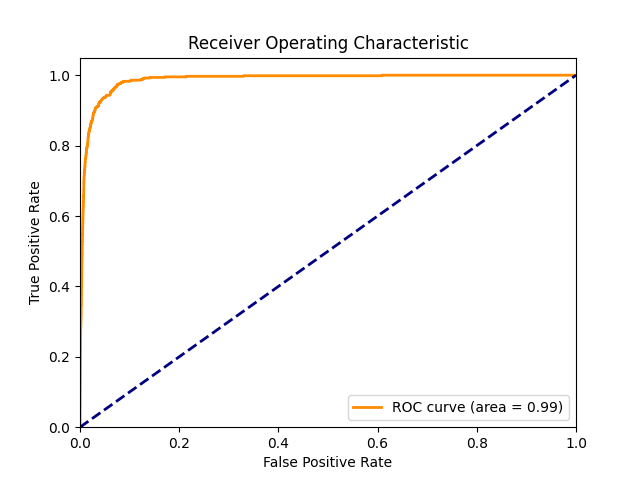 Receiver Operating Characteristic
1.0
0.8
0.6
0.4
0.2
0.0
True Positive Rate
ROC curve (area = 0.99)
0.0 0.2 0.4 0.6 0.8 1.0
False Positive Rate